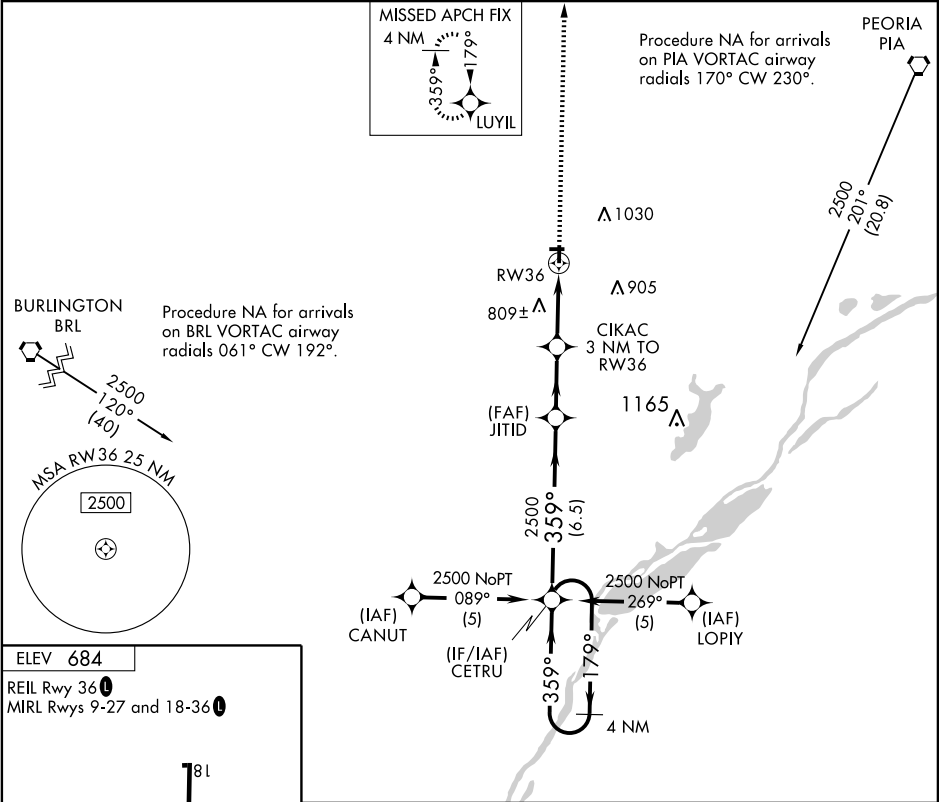 MISSED APCH FIX
4 NM
359°
179°
LUYIL
Procedure NA for arrivals
on PIA VORTAC airway
radials 170° CW 230°.
PEORIA
PIA
2500
201°
(20.8)
1030
RW36
905
809±
CIKAC
3 NM TO
RW36
BURLINGTON
BRL
Procedure NA for arrivals
on BRL VORTAC airway
radials 061° CW 192°.
2500
120°
(40)
(FAF)
JITID
1165
MSA RW36 25 NM
2500
2500
359°
(6.5)
2500 NoPT
089°
(5)
(IAF)
CANUT
2500 NoPT
269°
(5)
(IAF)
LOPIY
(IF/IAF)
CETRU
359°
179°
4 NM
ELEV 684
REIL Rwy 36 L
MIRL Rwys 9-27 and 18-36 L
18